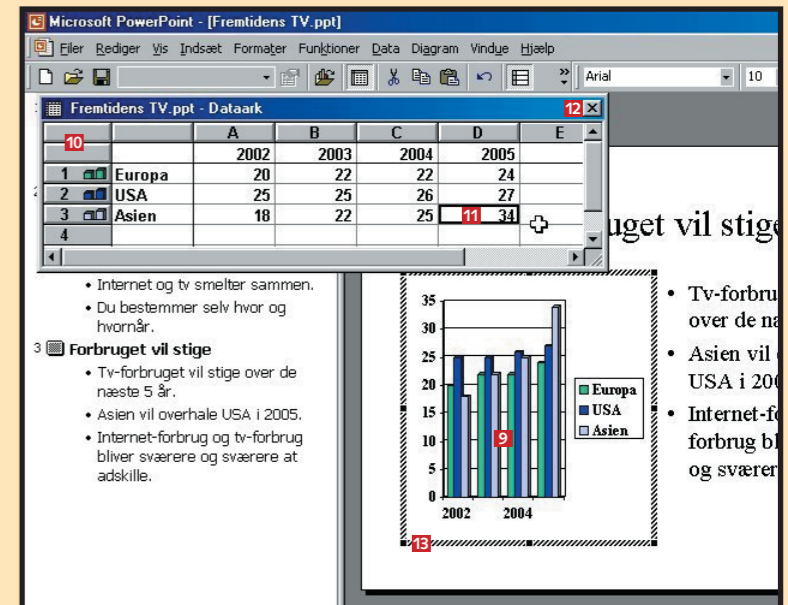 Microsoft PowerPoint - [Fremtidens TV.ppt]
Filer Rediger Vis Indsæt Formater Funktioner Data Diagram Vindue Hjælp
Arial 10
Fremtidens TV.ppt - Dataark 12
10 A B C D E
2002 2003 2004 2005
1 Europa 20 22 22 24
2 USA 25 25 26 27
3 Asien 18 22 25 11 34
4
• Internet og tv smelter sammen.
• Du bestemmer selv hvor og
hvornår.
3 Forbruget vil stige
• Tv-forbruget vil stige over de
næste 5 år.
• Asien vil overhale USA i 2005.
• Internet-forbrug og tv-forbrug
bliver sværere og sværere at
adskille.
uget vil stige
35
30
25
20
15
10
5
0
2002 2004
9
Europa
USA
Asien
13
• Tv-forbru
over de næ
• Asien vil
USA i 200
• Internet-fo
forbrug bl
og sværer